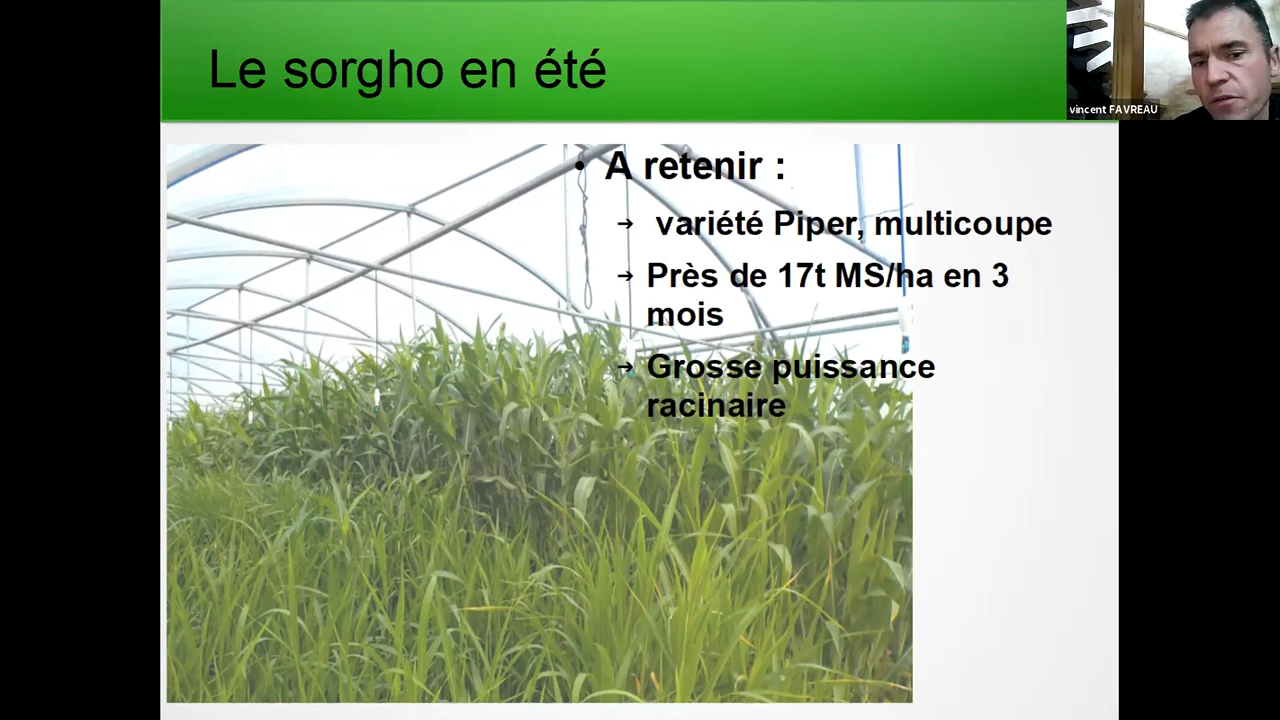 Le sorgho en été
vincent FAVREAU
• A retenir :
➔ variété Piper, multicoupe
➔ Près de 17t MS/ha en 3
mois
➔ Grosse puissance
racinaire